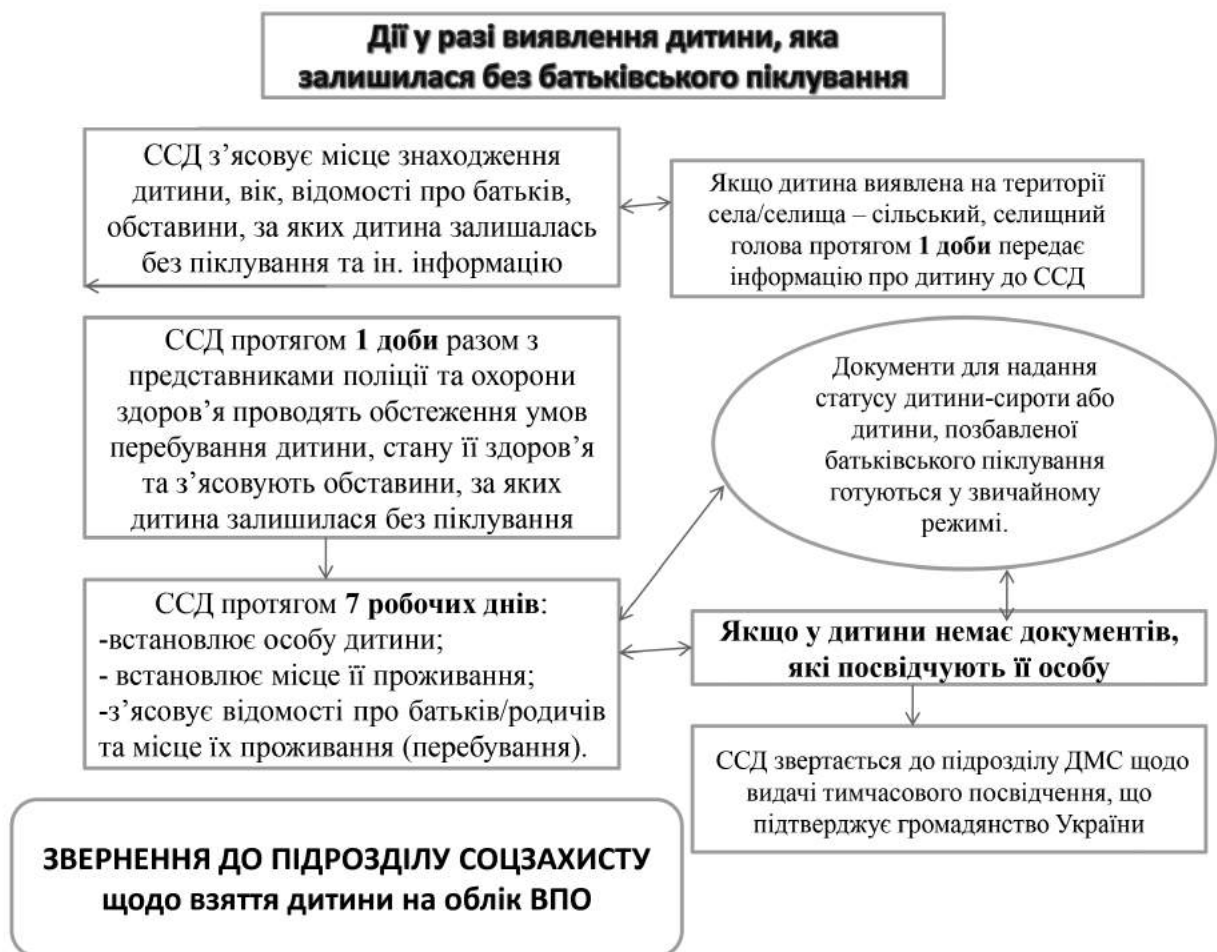 Дії у разі виявлення дитини, яка
залишилася без батьківського піклування
ССД з’ясовує місце знаходження
дитини, вік, відомості про батьків,
обставини, за яких дитина залишалась
без піклування та ін. інформацію
Якщо дитина виявлена на території
села/селища – сільський, селищний
голова протягом 1 доби передає
інформацію про дитину до ССД
ССД протягом 1 доби разом з
представниками поліції та охорони
здоров’я проводять обстеження умов
перебування дитини, стану її здоров’я
та з’ясовують обставини, за яких
дитина залишилася без піклування
Документи для надання
статусу дитини-сироти або
дитини, позбавленої
батьківського піклування
готуються у звичайному
режимі.
ССД протягом 7 робочих днів:
-встановлює особу дитини;
- встановлює місце її проживання;
-з’ясовує відомості про батьків/родичів
та місце їх проживання (перебування).
Якщо у дитини немає документів,
які посвідчують її особу
ССД звертається до підрозділу ДМС щодо
видачі тимчасового посвідчення, що
підтверджує громадянство України
ЗВЕРНЕННЯ ДО ПІДРОЗДІЛУ СОЦЗАХИСТУ
щодо взяття дитини на облік ВПО